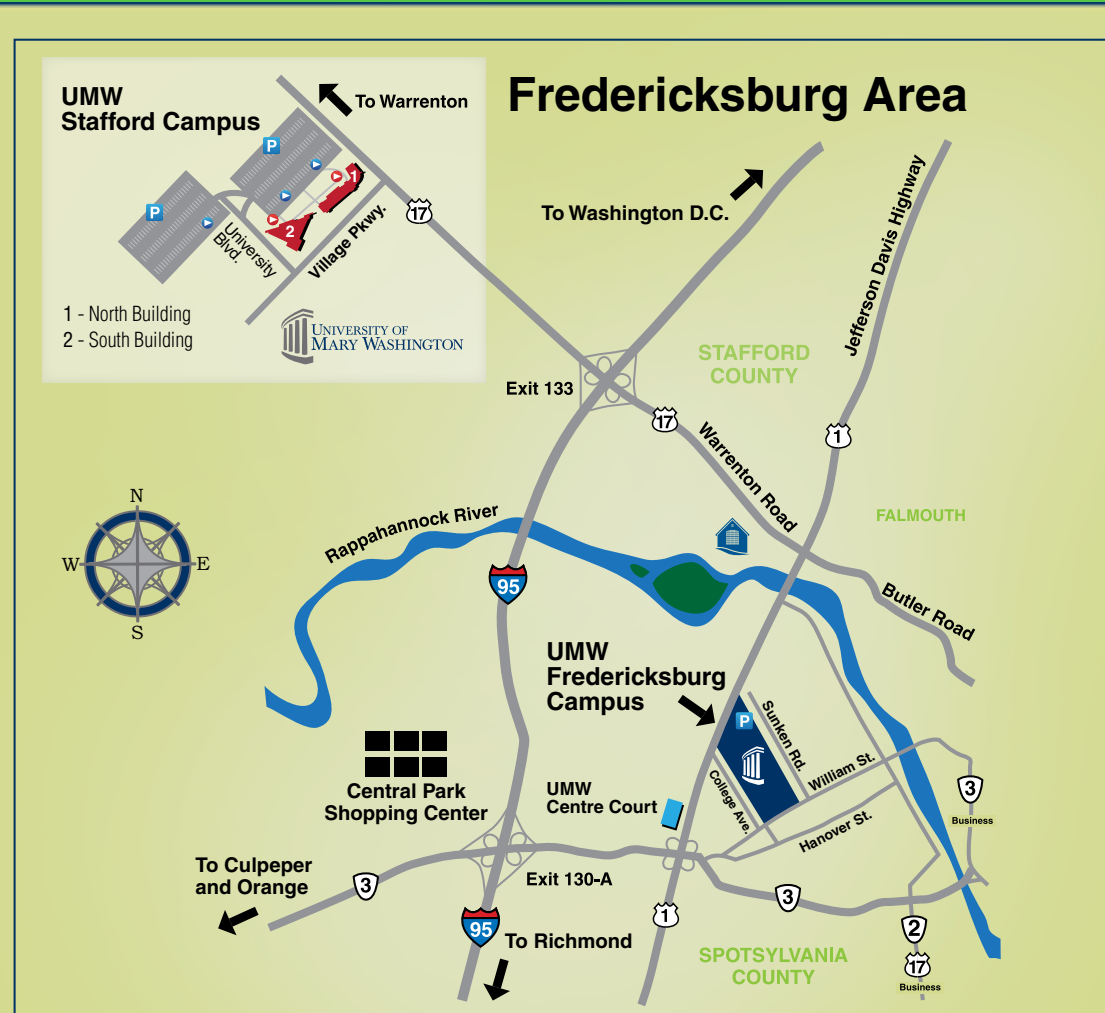 Fredericksburg Area
UMW
Stafford Campus
To Warrenton
P
P
1
2
17
University
Blvd.
Village Pkwy.
1 - North Building
2 - South Building
UNIVERSITY OF
MARY WASHINGTON
To Washington D.C.
Jefferson Davis Highway
STAFFORD
COUNTY
Exit 133
17
Warrenton Road
1
FALMOUTH
Rappahannock River
N
W
E
S
95
Butler Road
UMW
Fredericksburg
Campus
P
Sunken Rd.
William St.
College Ave.
Hanover St.
3
Business
Central Park
Shopping Center
UMW
Centre Court
To Culpeper
and Orange
3
Exit 130-A
3
95
To Richmond
1
2
17
Business
SPOTSYLVANIA
COUNTY